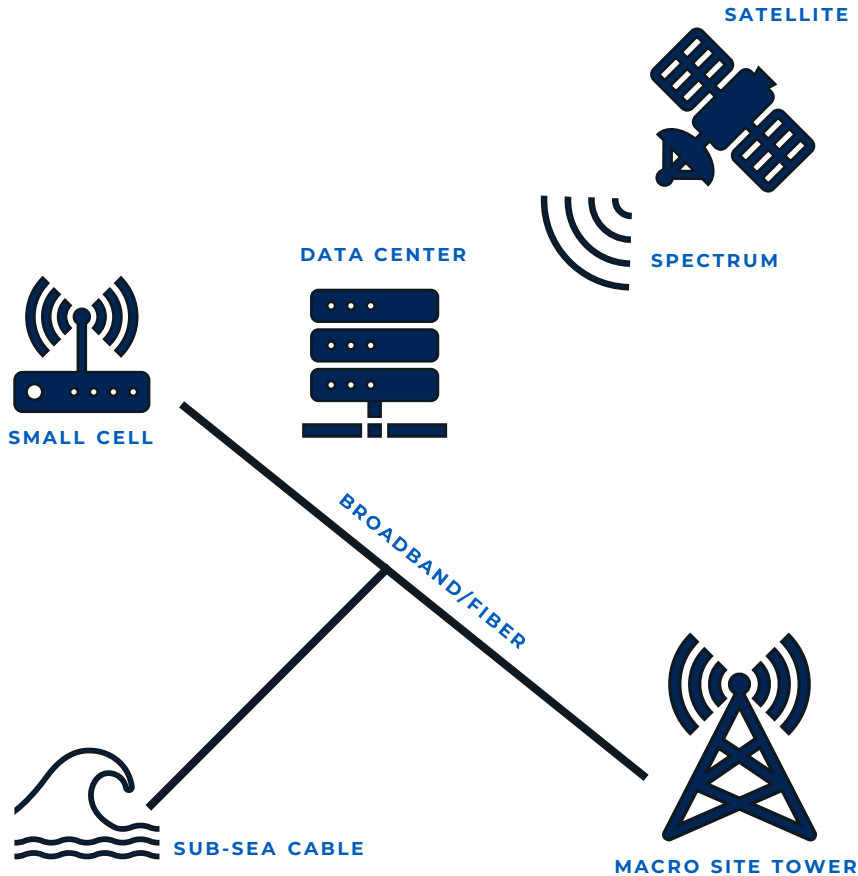 SATELLITE
SPECTRUM
DATA CENTER
SMALL CELL
BROADBAND/FIBER
SUB-SEA CABLE
MACRO SITE TOWER